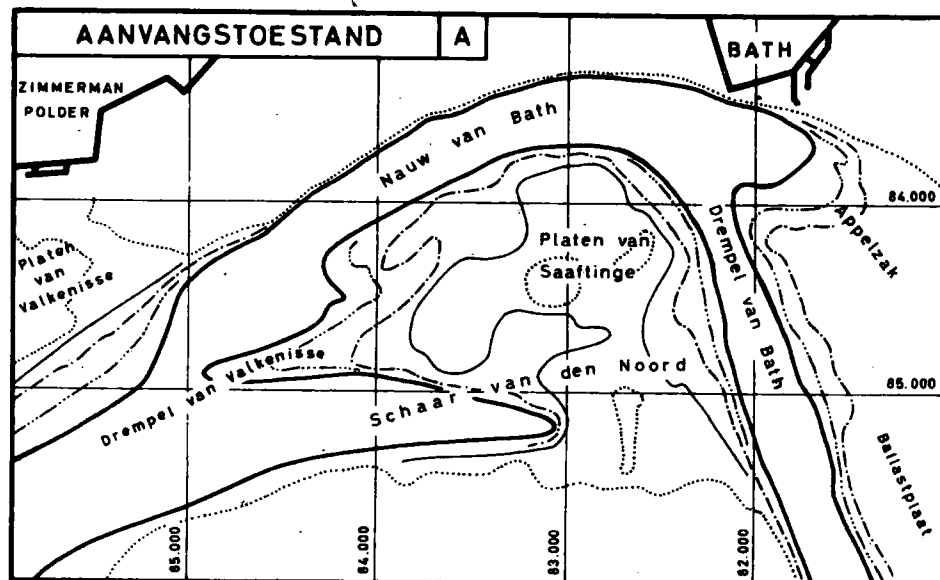 AANVANGSTOESTAND A
BATH
ZIMMERMAN
POLDER
Nauw van Bath
84.000
Appelzak
Platen
van
Valkenisse
Platen van
Saaftinge
Drempel van Bath
Drempel van Valkenisse
Schaar van den Noord
85.000
Ballastplaat
85.000
84.000
83.000
82.000